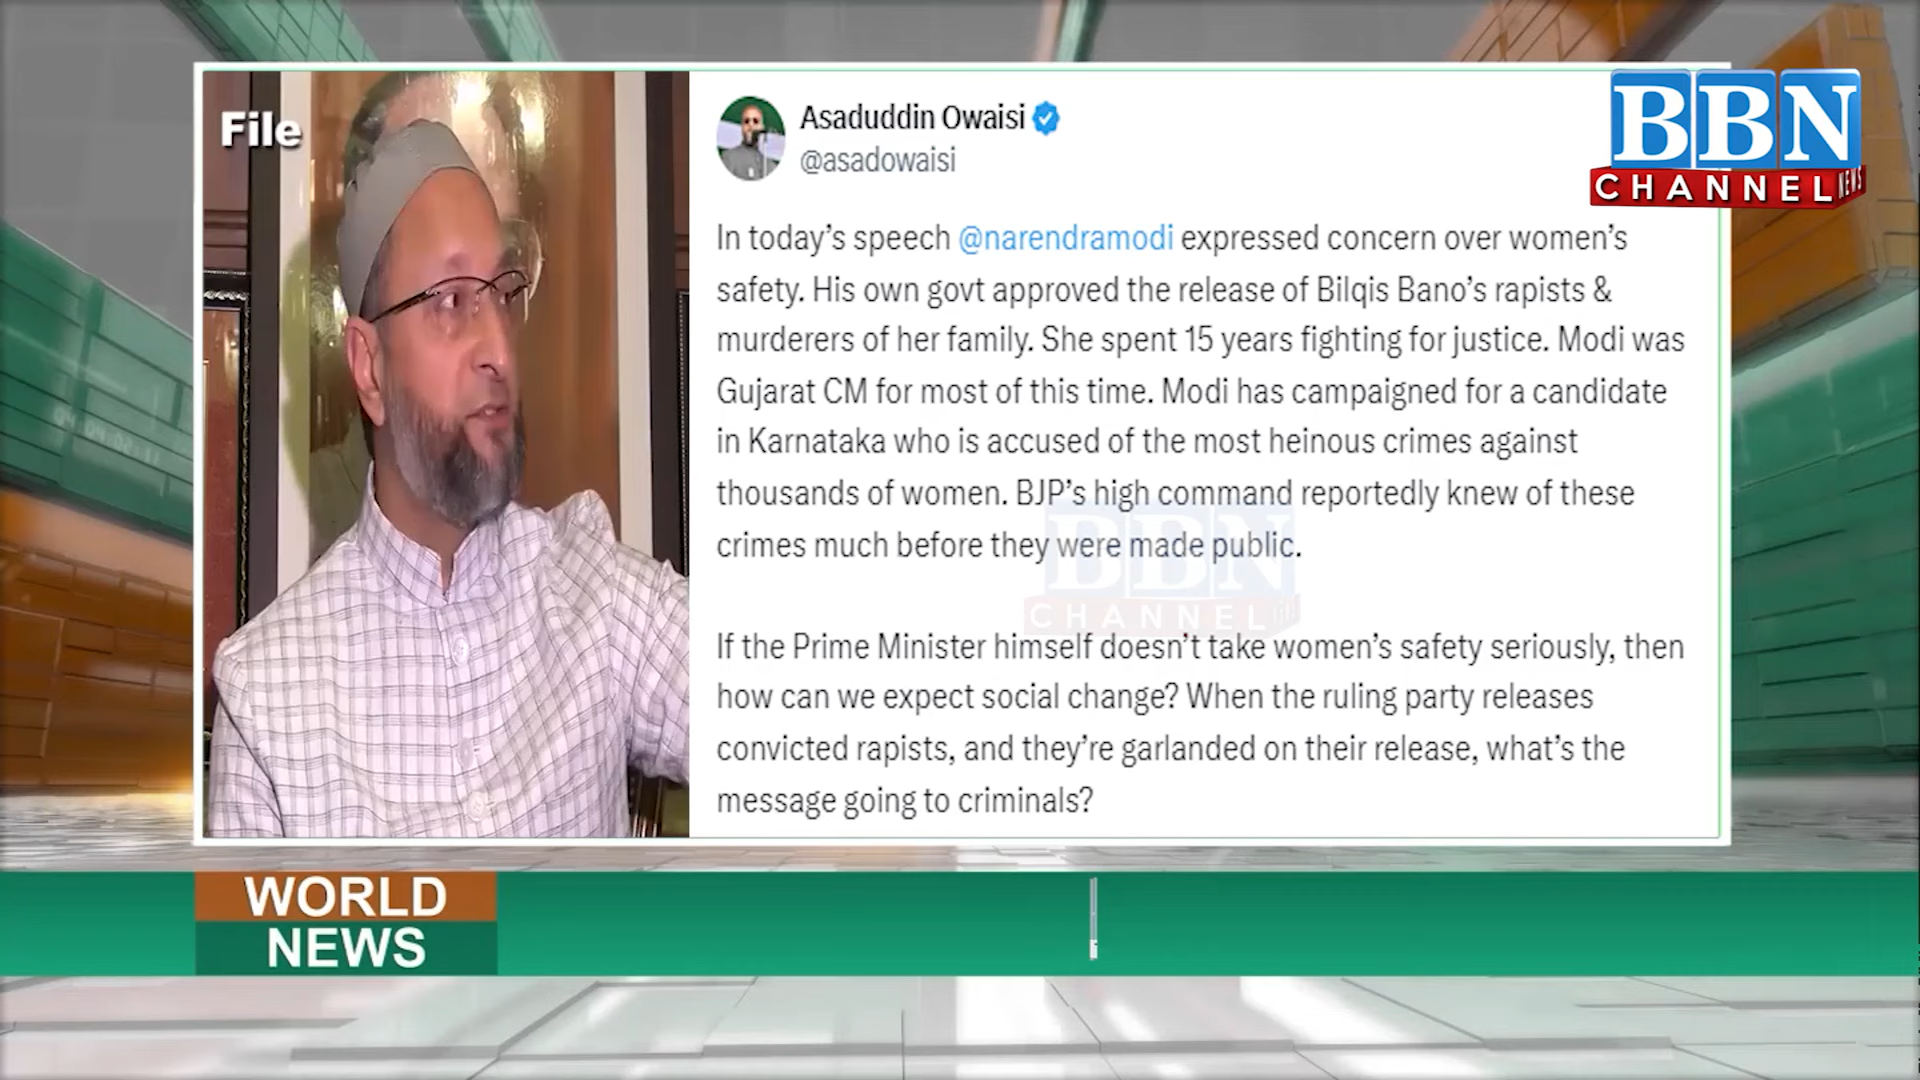 File
Asaduddin Owaisi
@asadowaisi
In today's speech @narendramodi expressed concern over women's
safety. His own govt approved the release of Bilqis Bano's rapists &
murderers of her family. She spent 15 years fighting for justice. Modi was
Gujarat CM for most of this time. Modi has campaigned for a candidate
in Karnataka who is accused of the most heinous crimes against
thousands of women. BJP's high command reportedly knew of these
crimes much before they were made public.
If the Prime Minister himself doesn't take women's safety seriously, then
how can we expect social change? When the ruling party releases
convicted rapists, and they're garlanded on their release, what's the
message going to criminals?
BBN
CHANNEL NEWS
BBN
CHANNEL
WORLD
NEWS